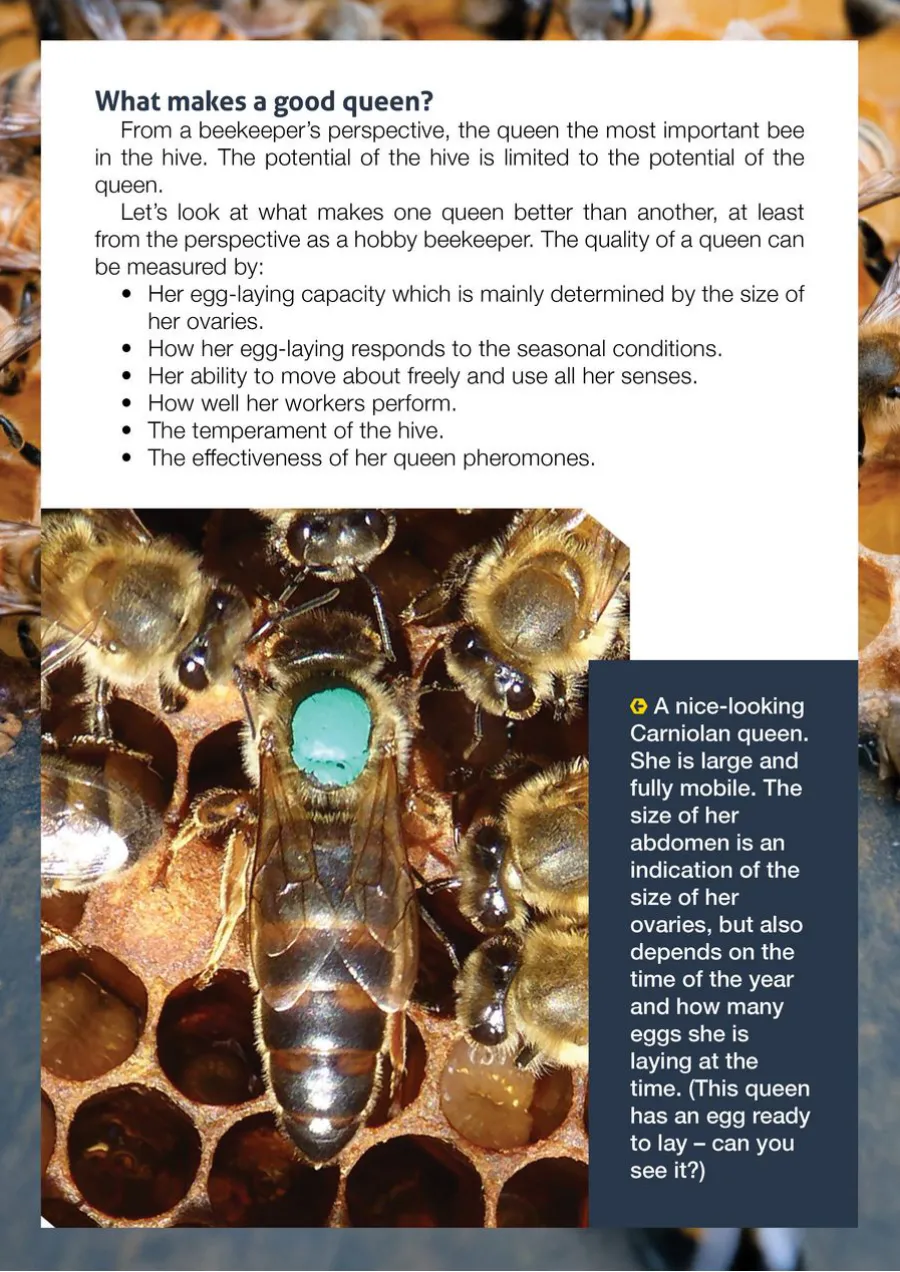 What makes a good queen?
From a beekeeper's perspective, the queen the most important bee
in the hive. The potential of the hive is limited to the potential of the
queen.
Let's look at what makes one queen better than another, at least
from the perspective as a hobby beekeeper. The quality of a queen can
be measured by:
• Her egg-laying capacity which is mainly determined by the size of
her ovaries.
• How her egg-laying responds to the seasonal conditions.
• Her ability to move about freely and use all her senses.
• How well her workers perform.
• The temperament of the hive.
• The effectiveness of her queen pheromones.
A nice-looking
Carniolan queen.
She is large and
fully mobile. The
size of her
abdomen is an
indication of the
size of her
ovaries, but also
depends on the
time of the year
and how many
eggs she is
laying at the
time. (This queen
has an egg ready
to lay – can you
see it?)